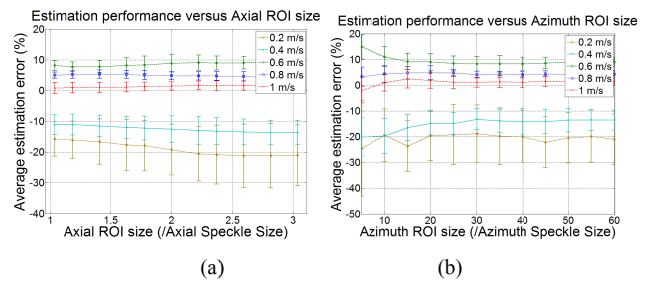 (a)
Estimation performance versus Axial ROI size
Average estimation error (%)
20
10
0
-10
-20
-30
-40
1
1.5
2
2.5
3
Axial ROI size (/Axial Speckle Size)
0.2 m/s
0.4 m/s
0.6 m/s
0.8 m/s
1 m/s
(b)
Estimation performance versus Azimuth ROI size
Average estimation error (%)
20
10
0
-10
-20
-30
-40
-50
10
20
30
40
50
60
Azimuth ROI size (/Azimuth Speckle Size)
0.2 m/s
0.4 m/s
0.6 m/s
0.8 m/s
1 m/s
(a)
(b)